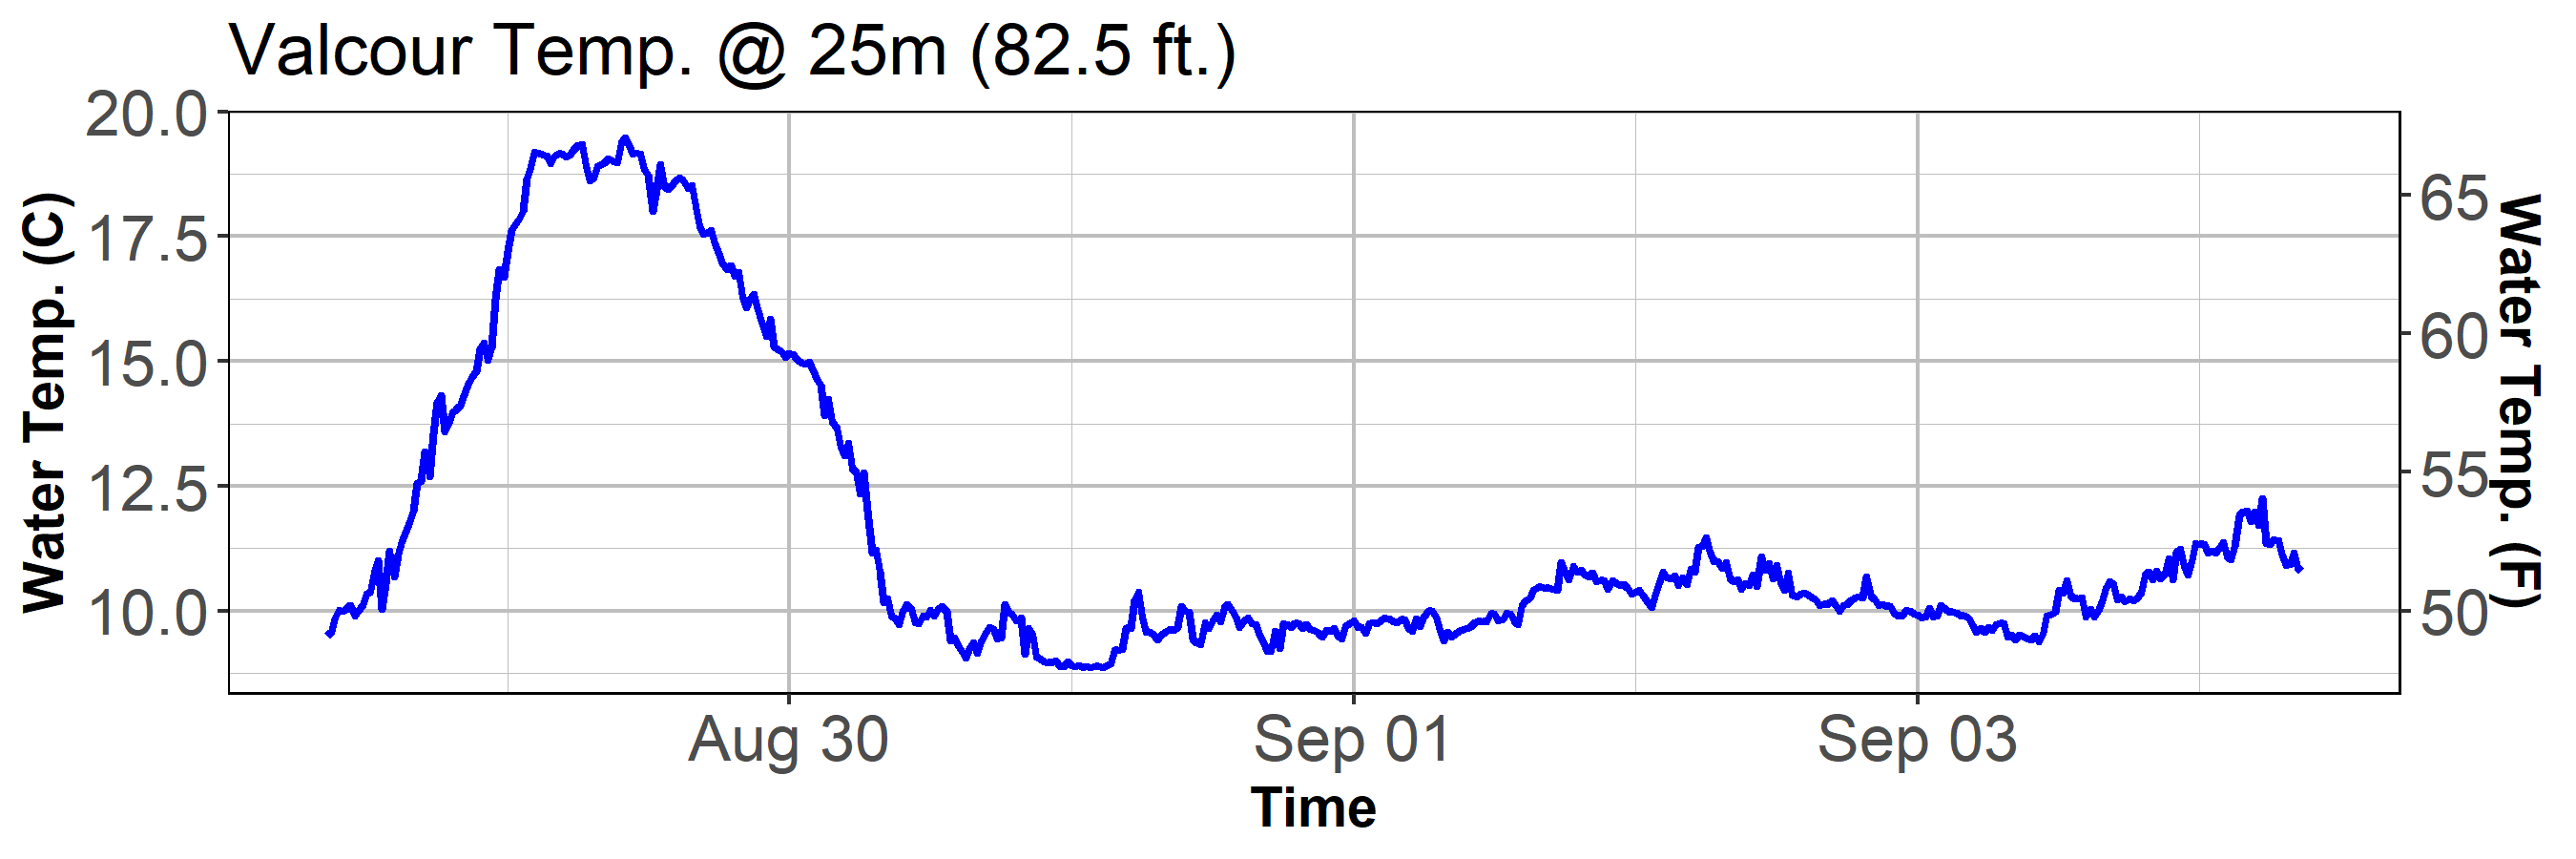 Valcour Temp. @ 25m (82.5 ft.)
Water Temp. (C)
20.0
17.5
15.0
12.5
10.0
65
60
55
50
Water Temp. (F)
Aug 30
Sep 01
Sep 03
Time